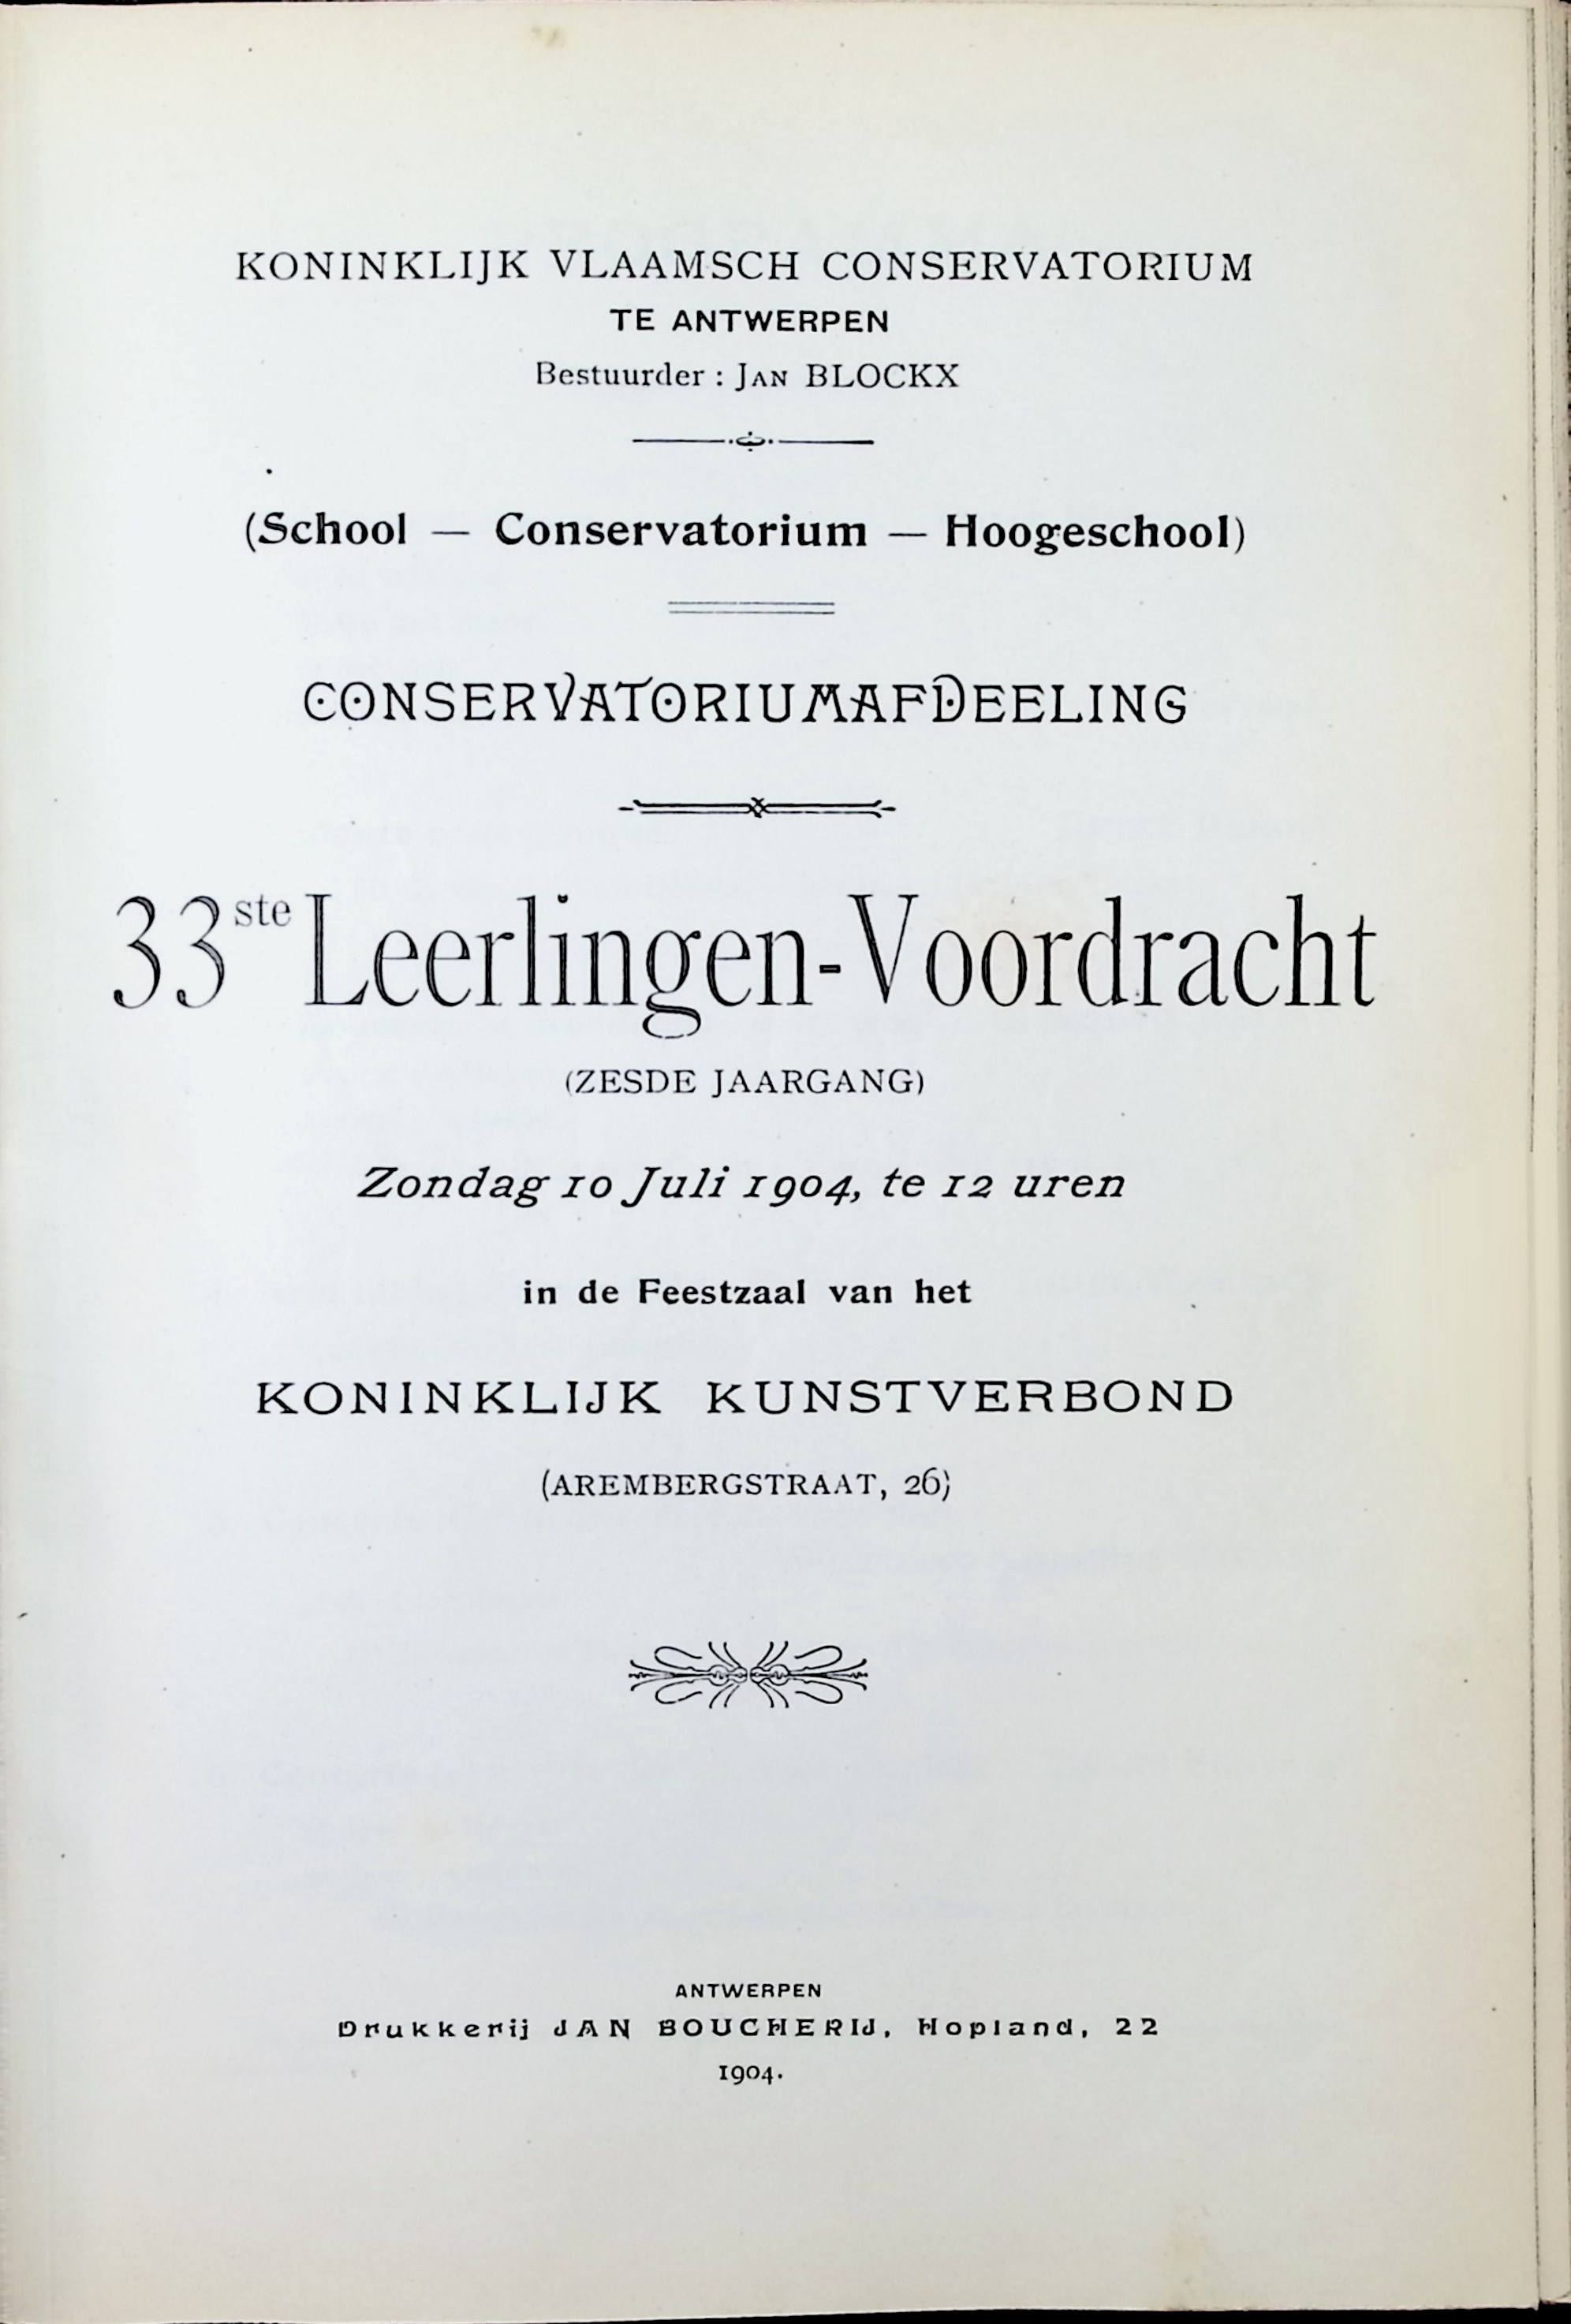 KONINKLIJK VLAAMSCH CONSERVATORIUM
TE ANTWERPEN
Bestuurder : JAN BLOCKX
(School — Conservatorium — Hoogeschool)
CONSERVATORIUMAFDEELING
33ste Leerlingen-Voordracht
(ZESDE JAARGANG)
Zondag 10 Juli 1904, te 12 uren
in de Feestzaal van het
KONINKLIJK KUNSTVERBOND
(AREMBERGSTRAAT, 26)
ANTWERPEN
Drukkerij JAN BOUCHERIJ, Hopland, 22
1904.